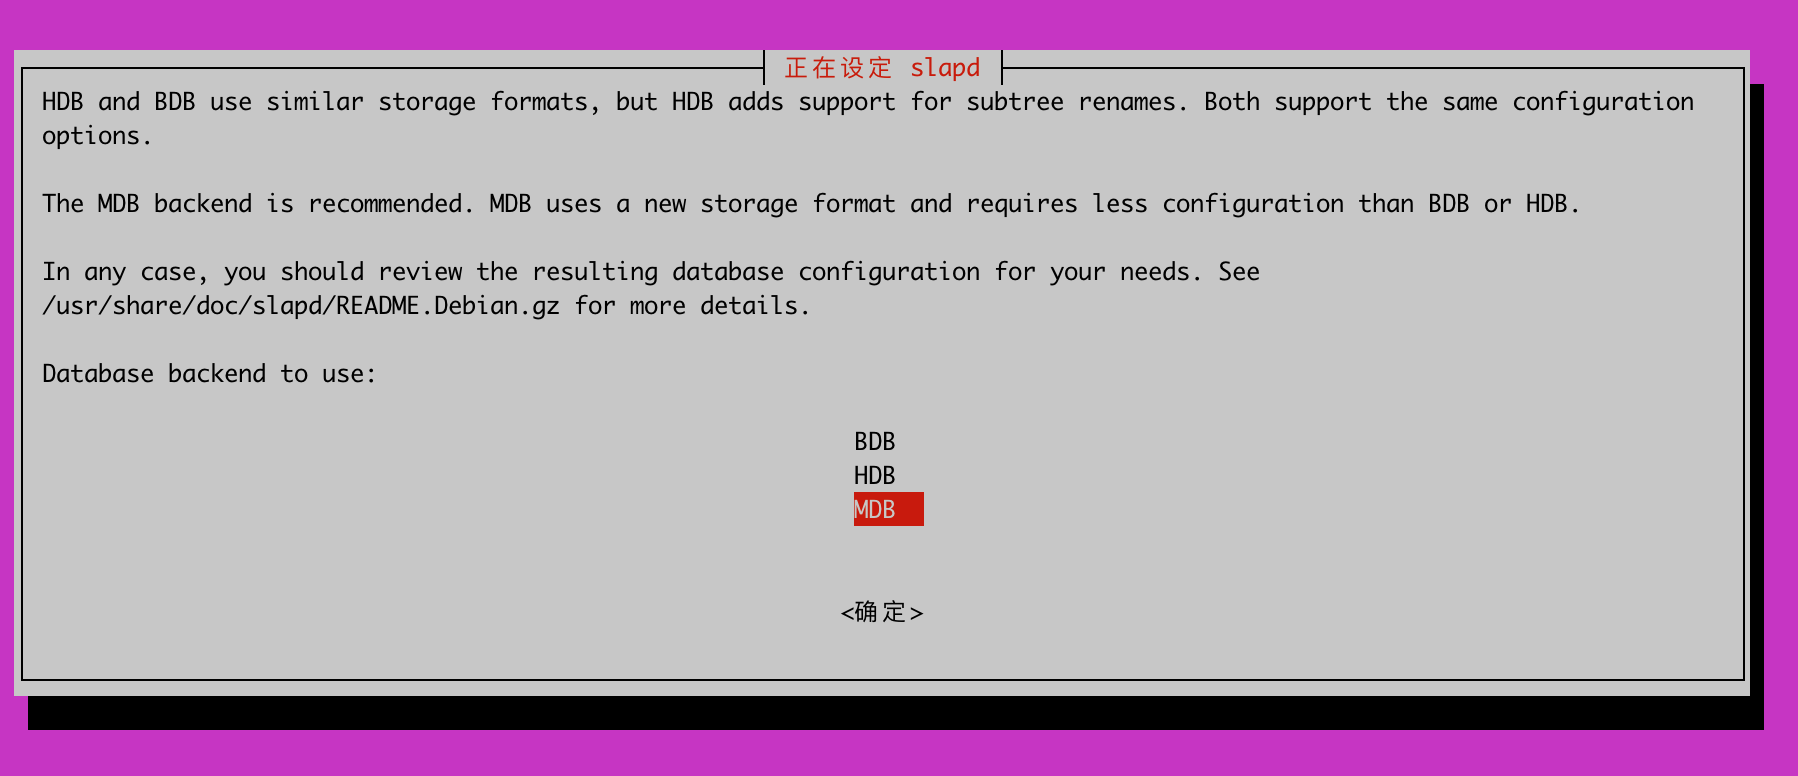 正在设定 slapd
HDB and BDB use similar storage formats, but HDB adds support for subtree renames. Both support the same configuration
options.
The MDB backend is recommended. MDB uses a new storage format and requires less configuration than BDB or HDB.
In any case, you should review the resulting database configuration for your needs. See
/usr/share/doc/slapd/README.Debian.gz for more details.
Database backend to use:
BDB
HDB
MDB
<确定>